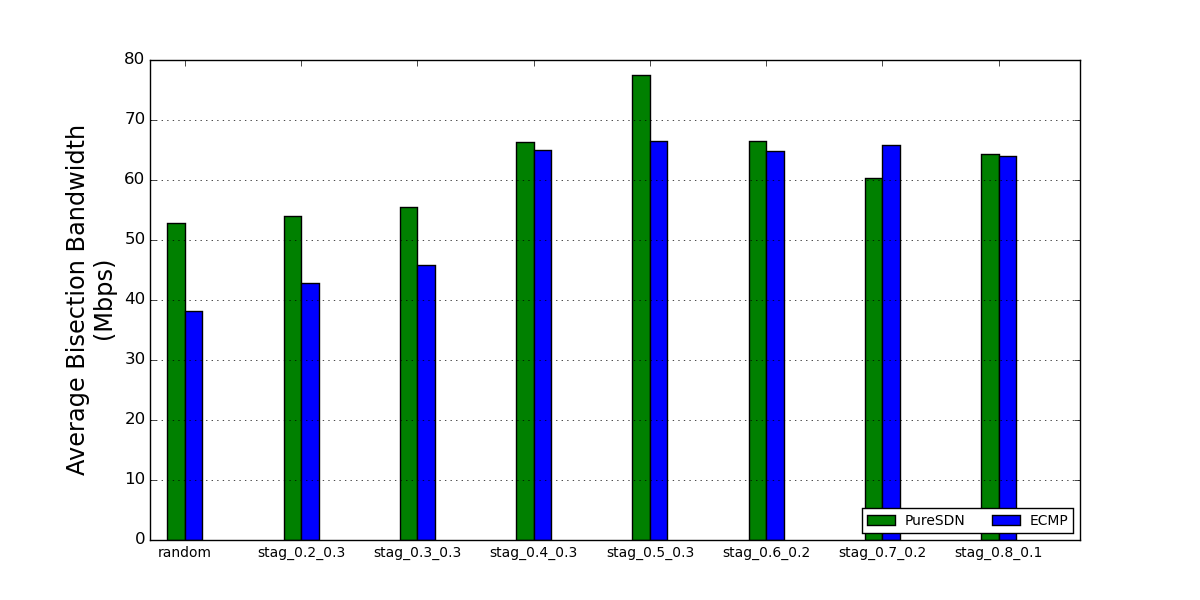 Average Bisection Bandwidth
(Mbps)
80
70
60
50
40
30
20
10
0
random stag_0.2_0.3 stag_0.3_0.3 stag_0.4_0.3 stag_0.5_0.3 stag_0.6_0.2 stag_0.7_0.2 stag_0.8_0.1
PureSDN ECMP